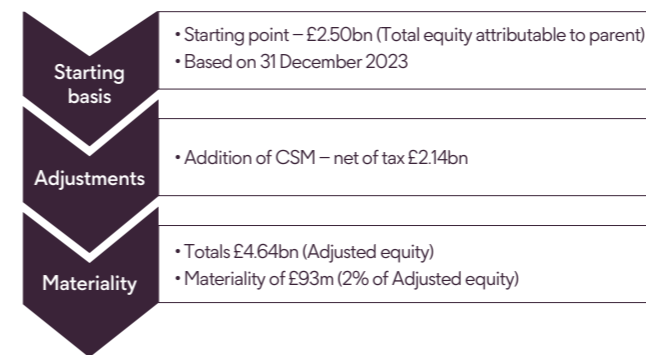 Starting
basis
• Starting point – £2.50bn (Total equity attributable to parent)
• Based on 31 December 2023
Adjustments
• Addition of CSM – net of tax £2.14bn
Materiality
• Totals £4.64bn (Adjusted equity)
• Materiality of £93m (2% of Adjusted equity)